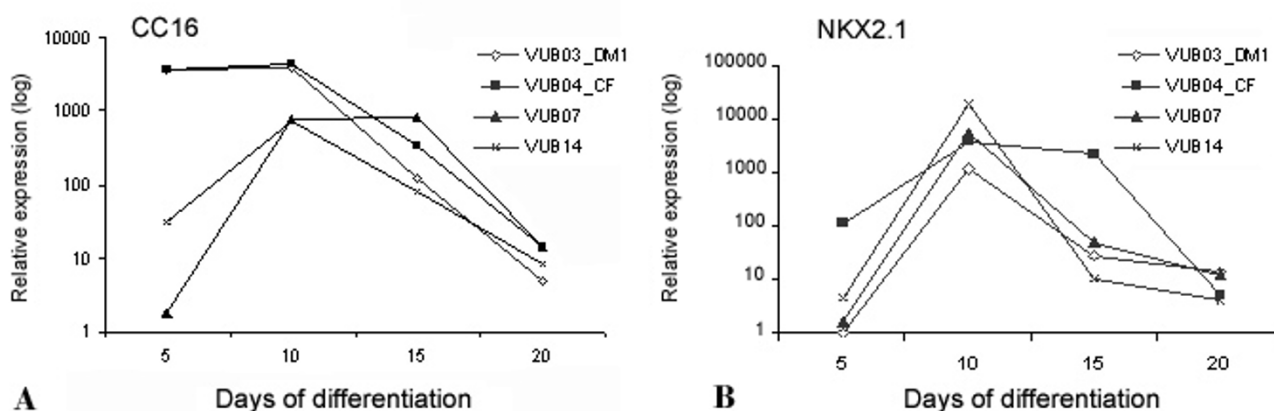 CC16
Relative expression (log)
10000
1000
100
10
1
5 10 15 20
Days of differentiation
VUB03_DM1
VUB04_CF
VUB07
VUB14
A
NKX2.1
Relative expression (log)
100000
10000
1000
100
10
1
5 10 15 20
Days of differentiation
VUB03_DM1
VUB04_CF
VUB07
VUB14
B